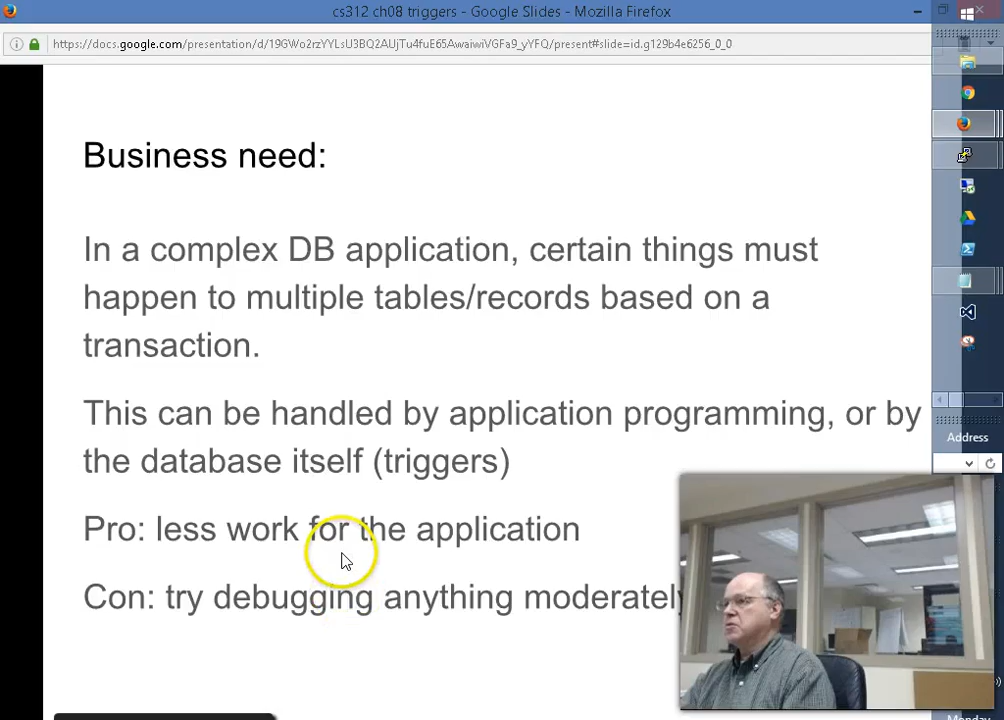 cs312 ch08 triggers - Google Slides - Mozilla Firefox
https://docs.google.com/presentation/d/19GWo2rzYYLsU3BQ2AUjTu4fuE65AwaiwiVGFa9_yYFQ/present#slide=id.g129b4e6256_0_0
Business need:
In a complex DB application, certain things must
happen to multiple tables/records based on a
transaction.
This can be handled by application programming, or by
the database itself (triggers)
Address
Pro: less work for the application
Con: try debugging anything moderately
Monday